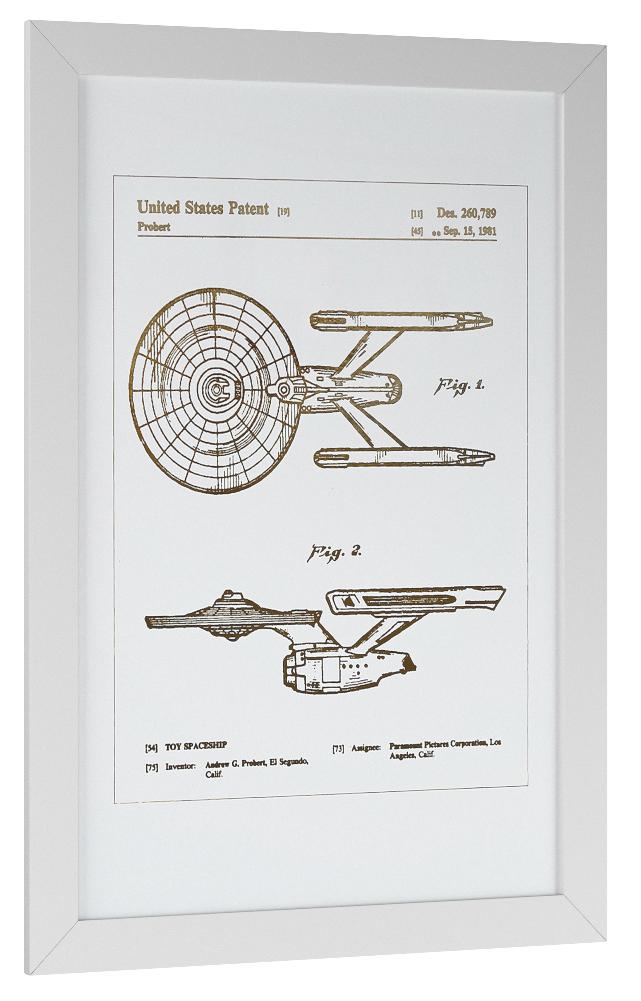 United States Patent [19] [11] Des. 260,789
Probert [45] ** Sep. 15, 1981
Fig. 1.
Fig. 2.
[54] TOY SPACESHIP
[75] Inventor: Andrew G. Probert, El Segundo,
Calif.
[73] Assignee: Paramount Pictures Corporation, Los
Angeles, Calif.